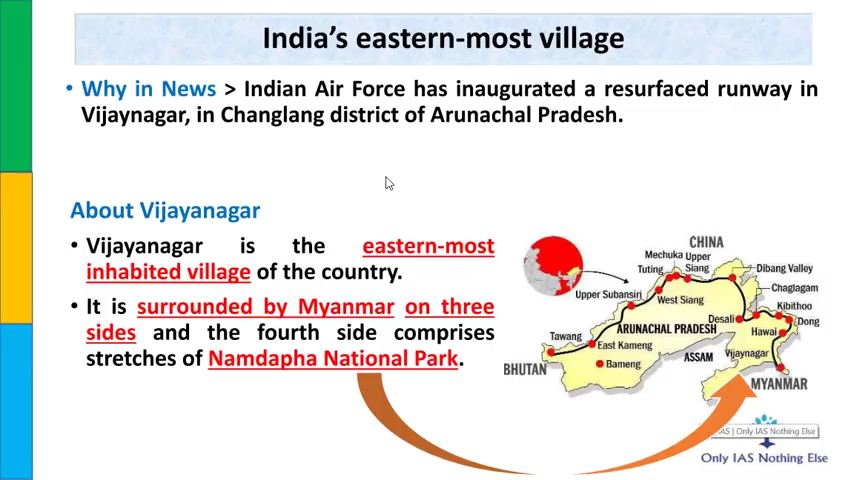 India's eastern-most village
• Why in News > Indian Air Force has inaugurated a resurfaced runway in
Vijaynagar, in Changlang district of Arunachal Pradesh.
About Vijayanagar
• Vijayanagar is the eastern-most
inhabited village of the country.
• It is surrounded by Myanmar on three
sides and the fourth side comprises
stretches of Namdapha National Park.
CHINA
Mechuka Upper
Tuting Siang
Dibang Valley
Chaglagam
Upper Subansiri
West Siang
Kibithoo
Desali
Dong
ARUNACHAL PRADESH
Hawai
Tawang
East Kameng
ASSAM
Vijaynagar
BHUTAN
Bameng
MYANMAR
IAS | Only IAS Nothing Else
Only IAS Nothing Else